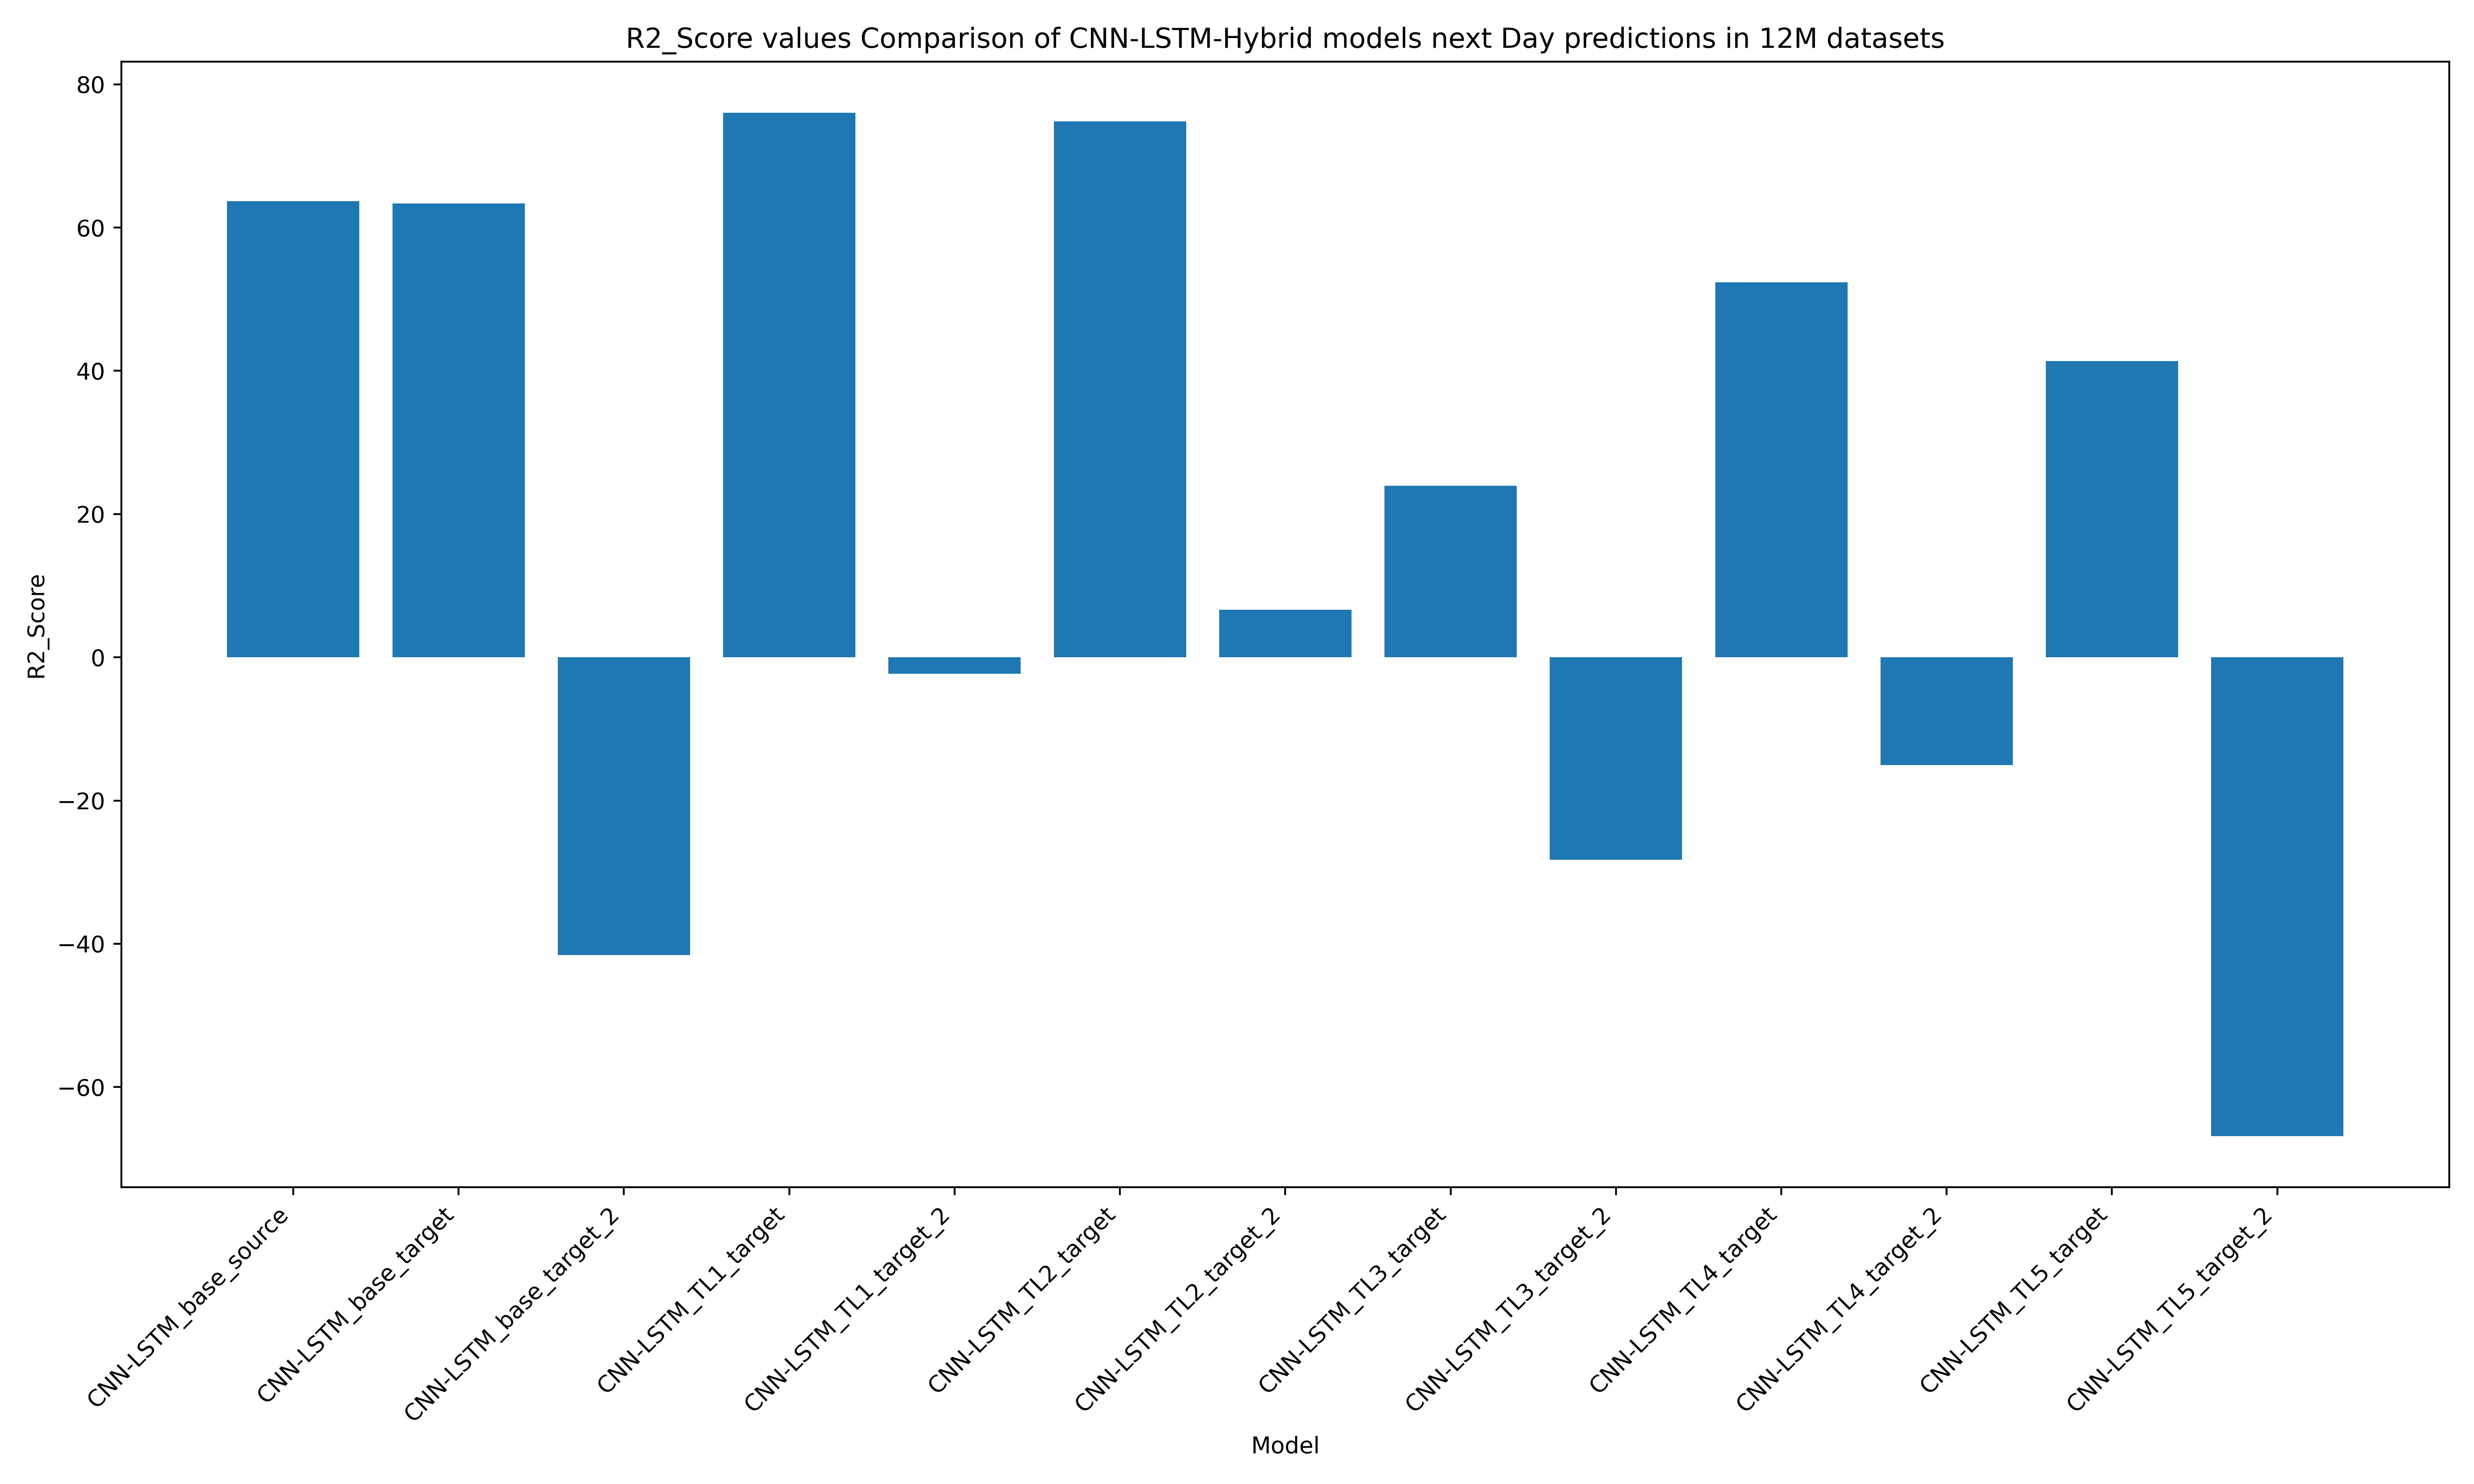 R2_Score values Comparison of CNN-LSTM-Hybrid models next Day predictions in 12M datasets
R2_Score
80
60
40
20
0
−20
−40
−60
CNN-LSTM_base_source
CNN-LSTM_base_target
CNN-LSTM_base_target_2
CNN-LSTM_TL1_target
CNN-LSTM_TL1_target_2
CNN-LSTM_TL2_target
CNN-LSTM_TL2_target_2
CNN-LSTM_TL3_target
CNN-LSTM_TL3_target_2
CNN-LSTM_TL4_target
CNN-LSTM_TL4_target_2
CNN-LSTM_TL5_target
CNN-LSTM_TL5_target_2
Model